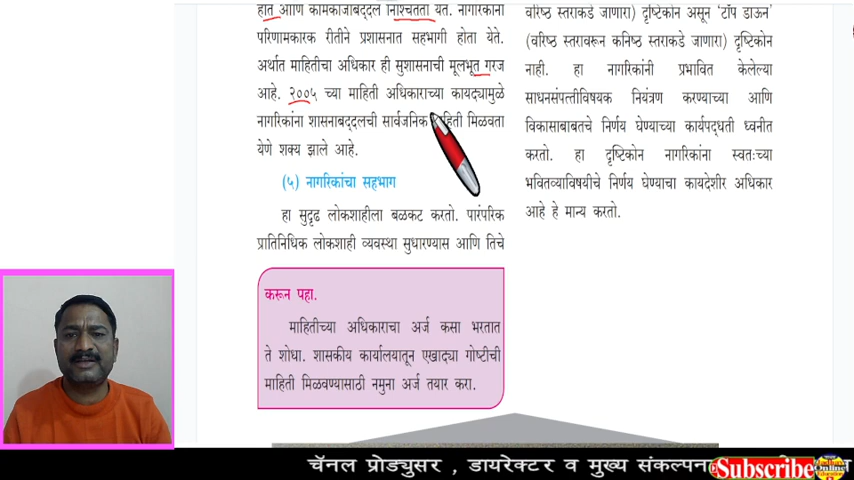 होत आणि कामकाजाबद्दल निश्चितता येते. नागरिकांना
परिणामकारक रीतीने प्रशासनात सहभागी होता येते.
अर्थात माहितीचा अधिकार ही सुशासनाची मूलभूत गरज
आहे. २००५ च्या माहिती अधिकाराच्या कायद्यामुळे
नागरिकांना शासनाबद्दलची सार्वजनिक माहिती मिळवता
येणे शक्य झाले आहे.
(५) नागरिकांचा सहभाग
हा सुदृढ लोकशाहीला बळकट करतो. पारंपरिक
प्रातिनिधिक लोकशाही व्यवस्था सुधारण्यास आणि तिचे
करून पहा.
माहितीच्या अधिकाराचा अर्ज कसा भरतात
ते शोधा. शासकीय कार्यालयातून एखाद्या गोष्टीची
माहिती मिळवण्यासाठी नमुना अर्ज तयार करा.
वरिष्ठ स्तराकडे जाणारा) दृष्टिकोन असून 'टॉप डाऊन'
(वरिष्ठ स्तरावरून कनिष्ठ स्तराकडे जाणारा) दृष्टिकोन
नाही. हा नागरिकांनी प्रभावित केलेल्या
साधनसंपत्तीविषयक नियंत्रण करण्याच्या आणि
विकासाबाबतचे निर्णय घेण्याच्या कार्यपद्धती ध्वनीत
करतो. हा दृष्टिकोन नागरिकांना स्वतःच्या
भवितव्याविषयीचे निर्णय घेण्याचा कायदेशीर अधिकार
आहे हे मान्य करतो.
चॅनल प्रोड्युसर , डायरेक्टर व मुख्य संकल्पन
Subscribe
Online